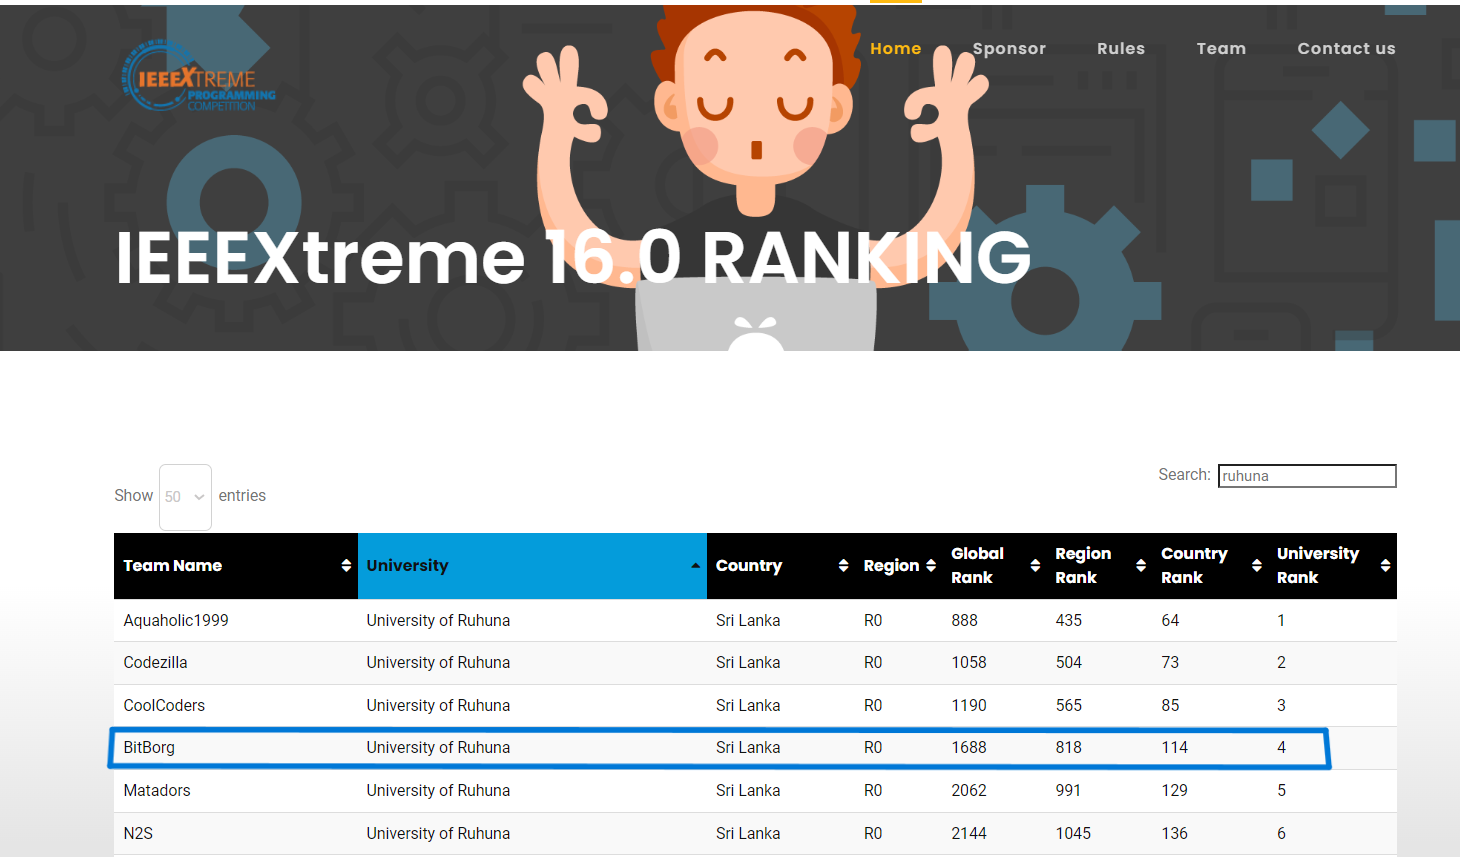 Home Sponsor Rules Team Contact us
IEEEXTREME
PROGRAMMING
COMPETITION
IEEEXtreme 16.0 RANKING
Search: ruhuna
Show 50 entries
Team Name University Country Region Global Rank Region Rank Country Rank University Rank
Aquaholic1999 University of Ruhuna Sri Lanka R0 888 435 64 1
Codezilla University of Ruhuna Sri Lanka R0 1058 504 73 2
CoolCoders University of Ruhuna Sri Lanka R0 1190 565 85 3
BitBorg University of Ruhuna Sri Lanka R0 1688 818 114 4
Matadors University of Ruhuna Sri Lanka R0 2062 991 129 5
N2S University of Ruhuna Sri Lanka R0 2144 1045 136 6